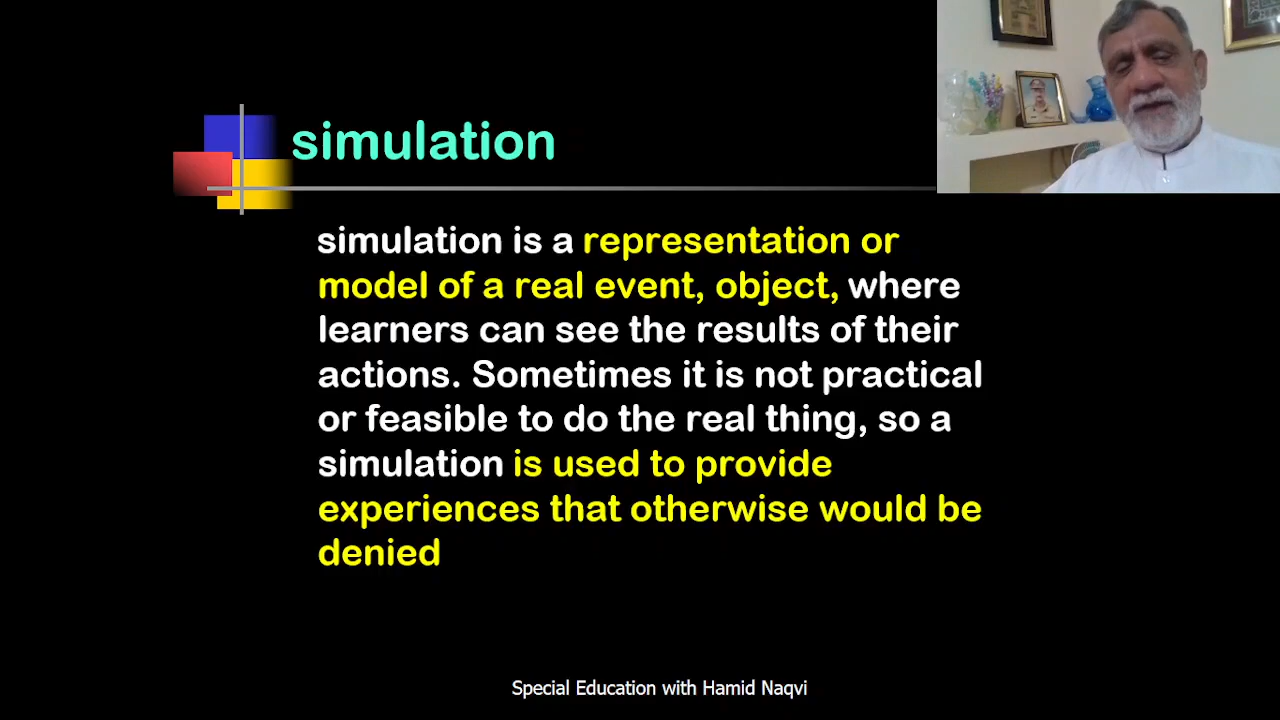 simulation
simulation is a representation or
model of a real event, object, where
learners can see the results of their
actions. Sometimes it is not practical
or feasible to do the real thing, so a
simulation is used to provide
experiences that otherwise would be
denied
Special Education with Hamid Naqvi